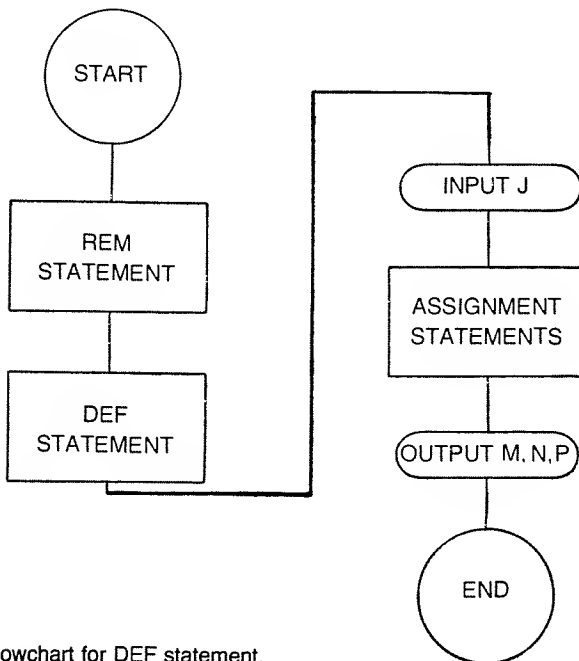 START
REM
STATEMENT
DEF
STATEMENT
INPUT J
ASSIGNMENT
STATEMENTS
OUTPUT M, N,P
END
owchart for DEF statement.